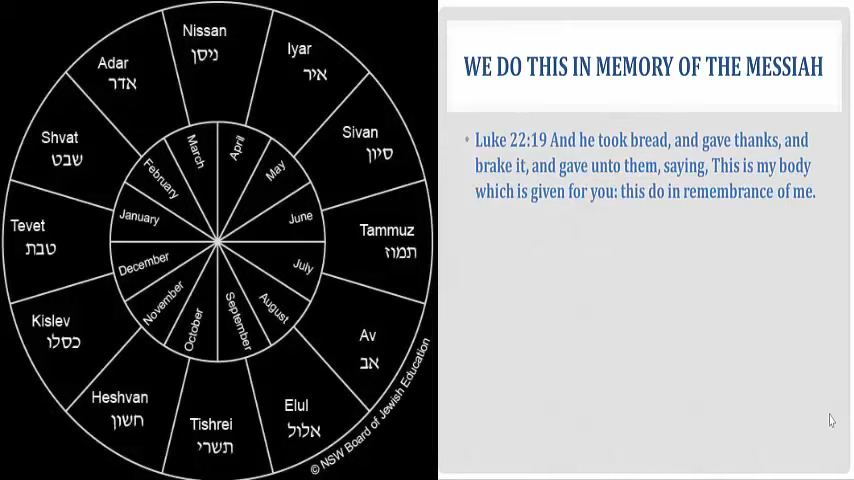 Nissan
ניסן
Iyar
איר
Sivan
סיון
Tammuz
תמוז
Av
אב
Elul
אלול
Tishrei
תשרי
Heshvan
חשון
Kislev
כסלו
Tevet
טבת
Shvat
שבט
Adar
אדר
January
February
March
April
May
June
July
August
September
October
November
December
© NSW Board of Jewish Education
WE DO THIS IN MEMORY OF THE MESSIAH
Luke 22:19 And he took bread, and gave thanks, and
brake it, and gave unto them, saying, This is my body
which is given for you: this do in remembrance of me.